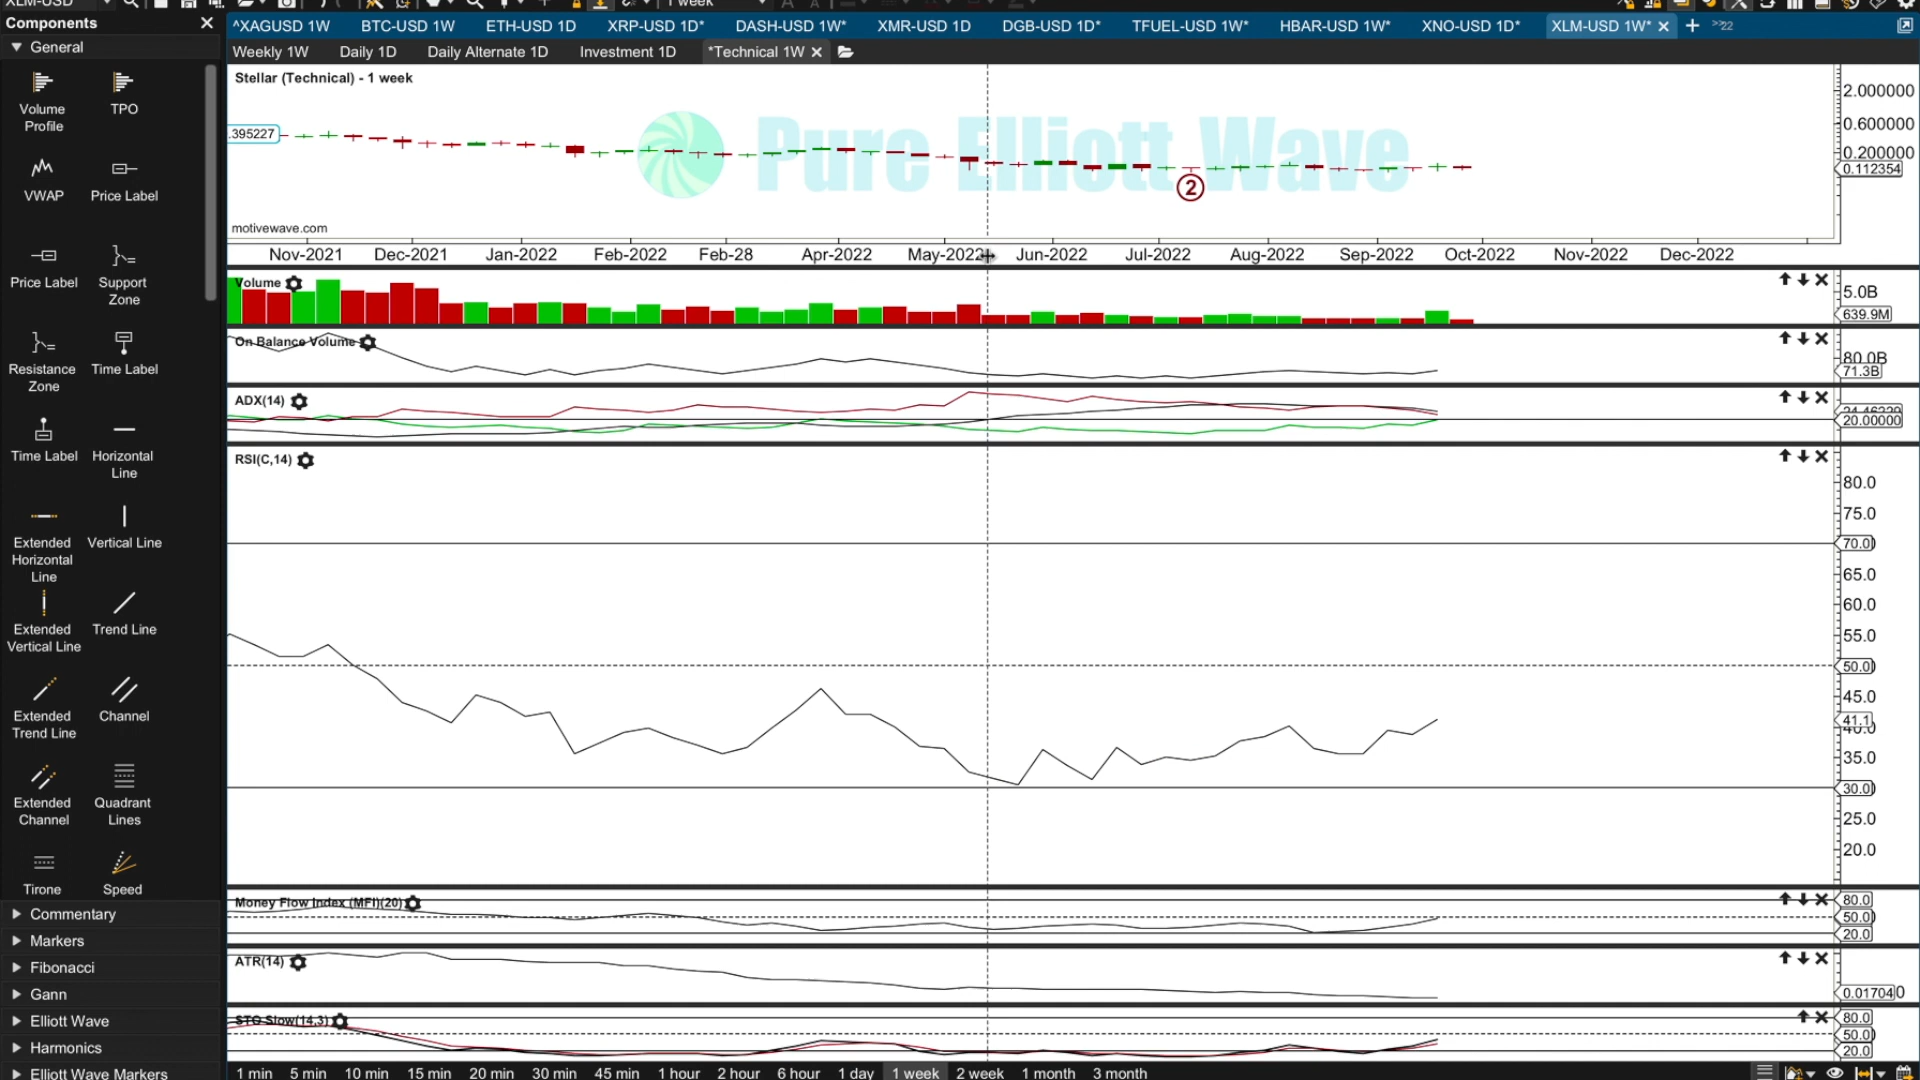 XLM-USD 1 week
Components
General
Volume Profile
TPO
VWAP
Price Label
Price Label
Support Zone
Resistance Zone
Time Label
Time Label
Horizontal Line
Extended Horizontal Line
Vertical Line
Extended Vertical Line
Trend Line
Extended Trend Line
Channel
Extended Channel
Quadrant Lines
Tirone
Speed
Commentary
Markers
Fibonacci
Gann
Elliott Wave
Harmonics
Elliott Wave Markers
^XAGUSD 1W BTC-USD 1W ETH-USD 1D XRP-USD 1D* DASH-USD 1W* XMR-USD 1D DGB-USD 1D* TFUEL-USD 1W* HBAR-USD 1W* XNO-USD 1D* XLM-USD 1W* >>22
Weekly 1W Daily 1D Daily Alternate 1D Investment 1D *Technical 1W
Stellar (Technical) - 1 week
Pure Elliott Wave
.395227
2
motivewave.com
2.000000
0.600000
0.200000
0.112354
Nov-2021 Dec-2021 Jan-2022 Feb-2022 Feb-28 Apr-2022 May-2022 Jun-2022 Jul-2022 Aug-2022 Sep-2022 Oct-2022 Nov-2022 Dec-2022
Volume
5.0B
639.9M
On Balance Volume
80.0B
71.3B
ADX(14)
20.00000
RSI(C,14)
80.0
75.0
70.0
65.0
60.0
55.0
50.0
45.0
41.1
40.0
35.0
30.0
25.0
20.0
Money Flow Index (MFI)(20)
80.0
50.0
20.0
ATR(14)
0.01704
STO Slow(14,3)
80.0
50.0
20.0
1 min 5 min 10 min 15 min 20 min 30 min 45 min 1 hour 2 hour 6 hour 1 day 1 week 2 week 1 month 3 month